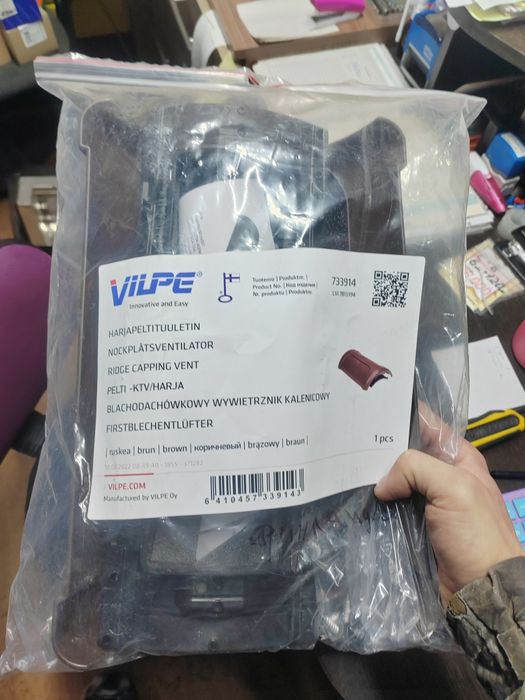 VILPE®
Innovative and Easy
Tuotenro | Produktnr. |
Product No. | Код изделия |
Nr. produktu | Produktnr.
733914
LVI 7813194
HARJAPELTITUULETIN
NOCKPLÅTSVENTILATOR
RIDGE CAPPING VENT
PELTI -KTV/HARJA
BLACHODACHÓWKOWY WYWIETRZNIK KALENICOWY
FIRSTBLECHENTLÜFTER
| ruskea | brun | brown | коричневый | brązowy | braun |
1 pcs
VILPE.COM
Manufactured by VILPE Oy
6 410457 339143